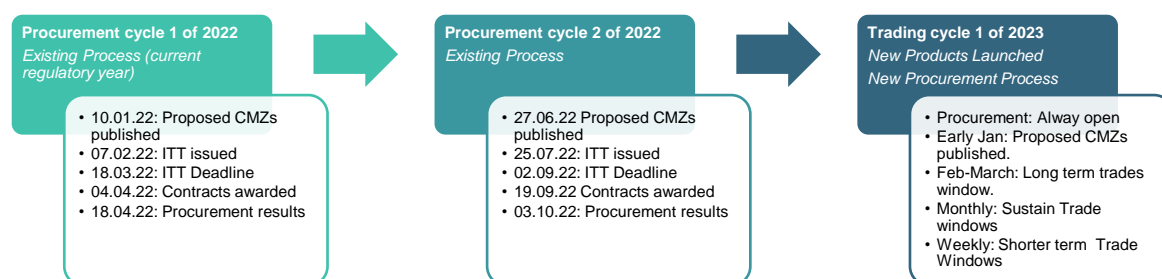 Procurement cycle 1 of 2022
Existing Process (current
regulatory year)
• 10.01.22: Proposed CMZs
published
• 07.02.22: ITT issued
• 18.03.22: ITT Deadline
• 04.04.22: Contracts awarded
• 18.04.22: Procurement results
Procurement cycle 2 of 2022
Existing Process
• 27.06.22 Proposed CMZs
published
• 25.07.22: ITT issued
• 02.09.22: ITT Deadline
• 19.09.22 Contracts awarded
• 03.10.22: Procurement results
Trading cycle 1 of 2023
New Products Launched
New Procurement Process
• Procurement: Alway open
• Early Jan: Proposed CMZs
published.
• Feb-March: Long term trades
window.
• Monthly: Sustain Trade
windows
• Weekly: Shorter term Trade
Windows